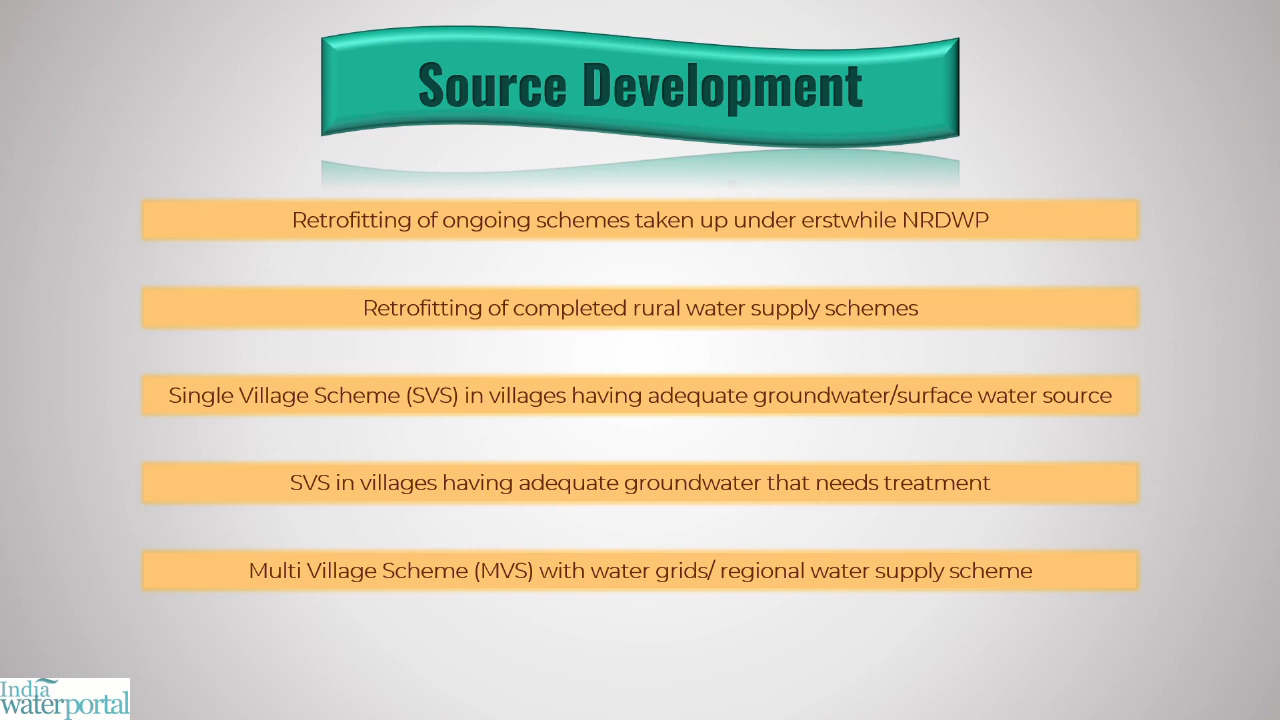 Source Development
Retrofitting of ongoing schemes taken up under erstwhile NRDWP
Retrofitting of completed rural water supply schemes
Single Village Scheme (SVS) in villages having adequate groundwater/surface water source
SVS in villages having adequate groundwater that needs treatment
Multi Village Scheme (MVS) with water grids/ regional water supply scheme
India
waterportal